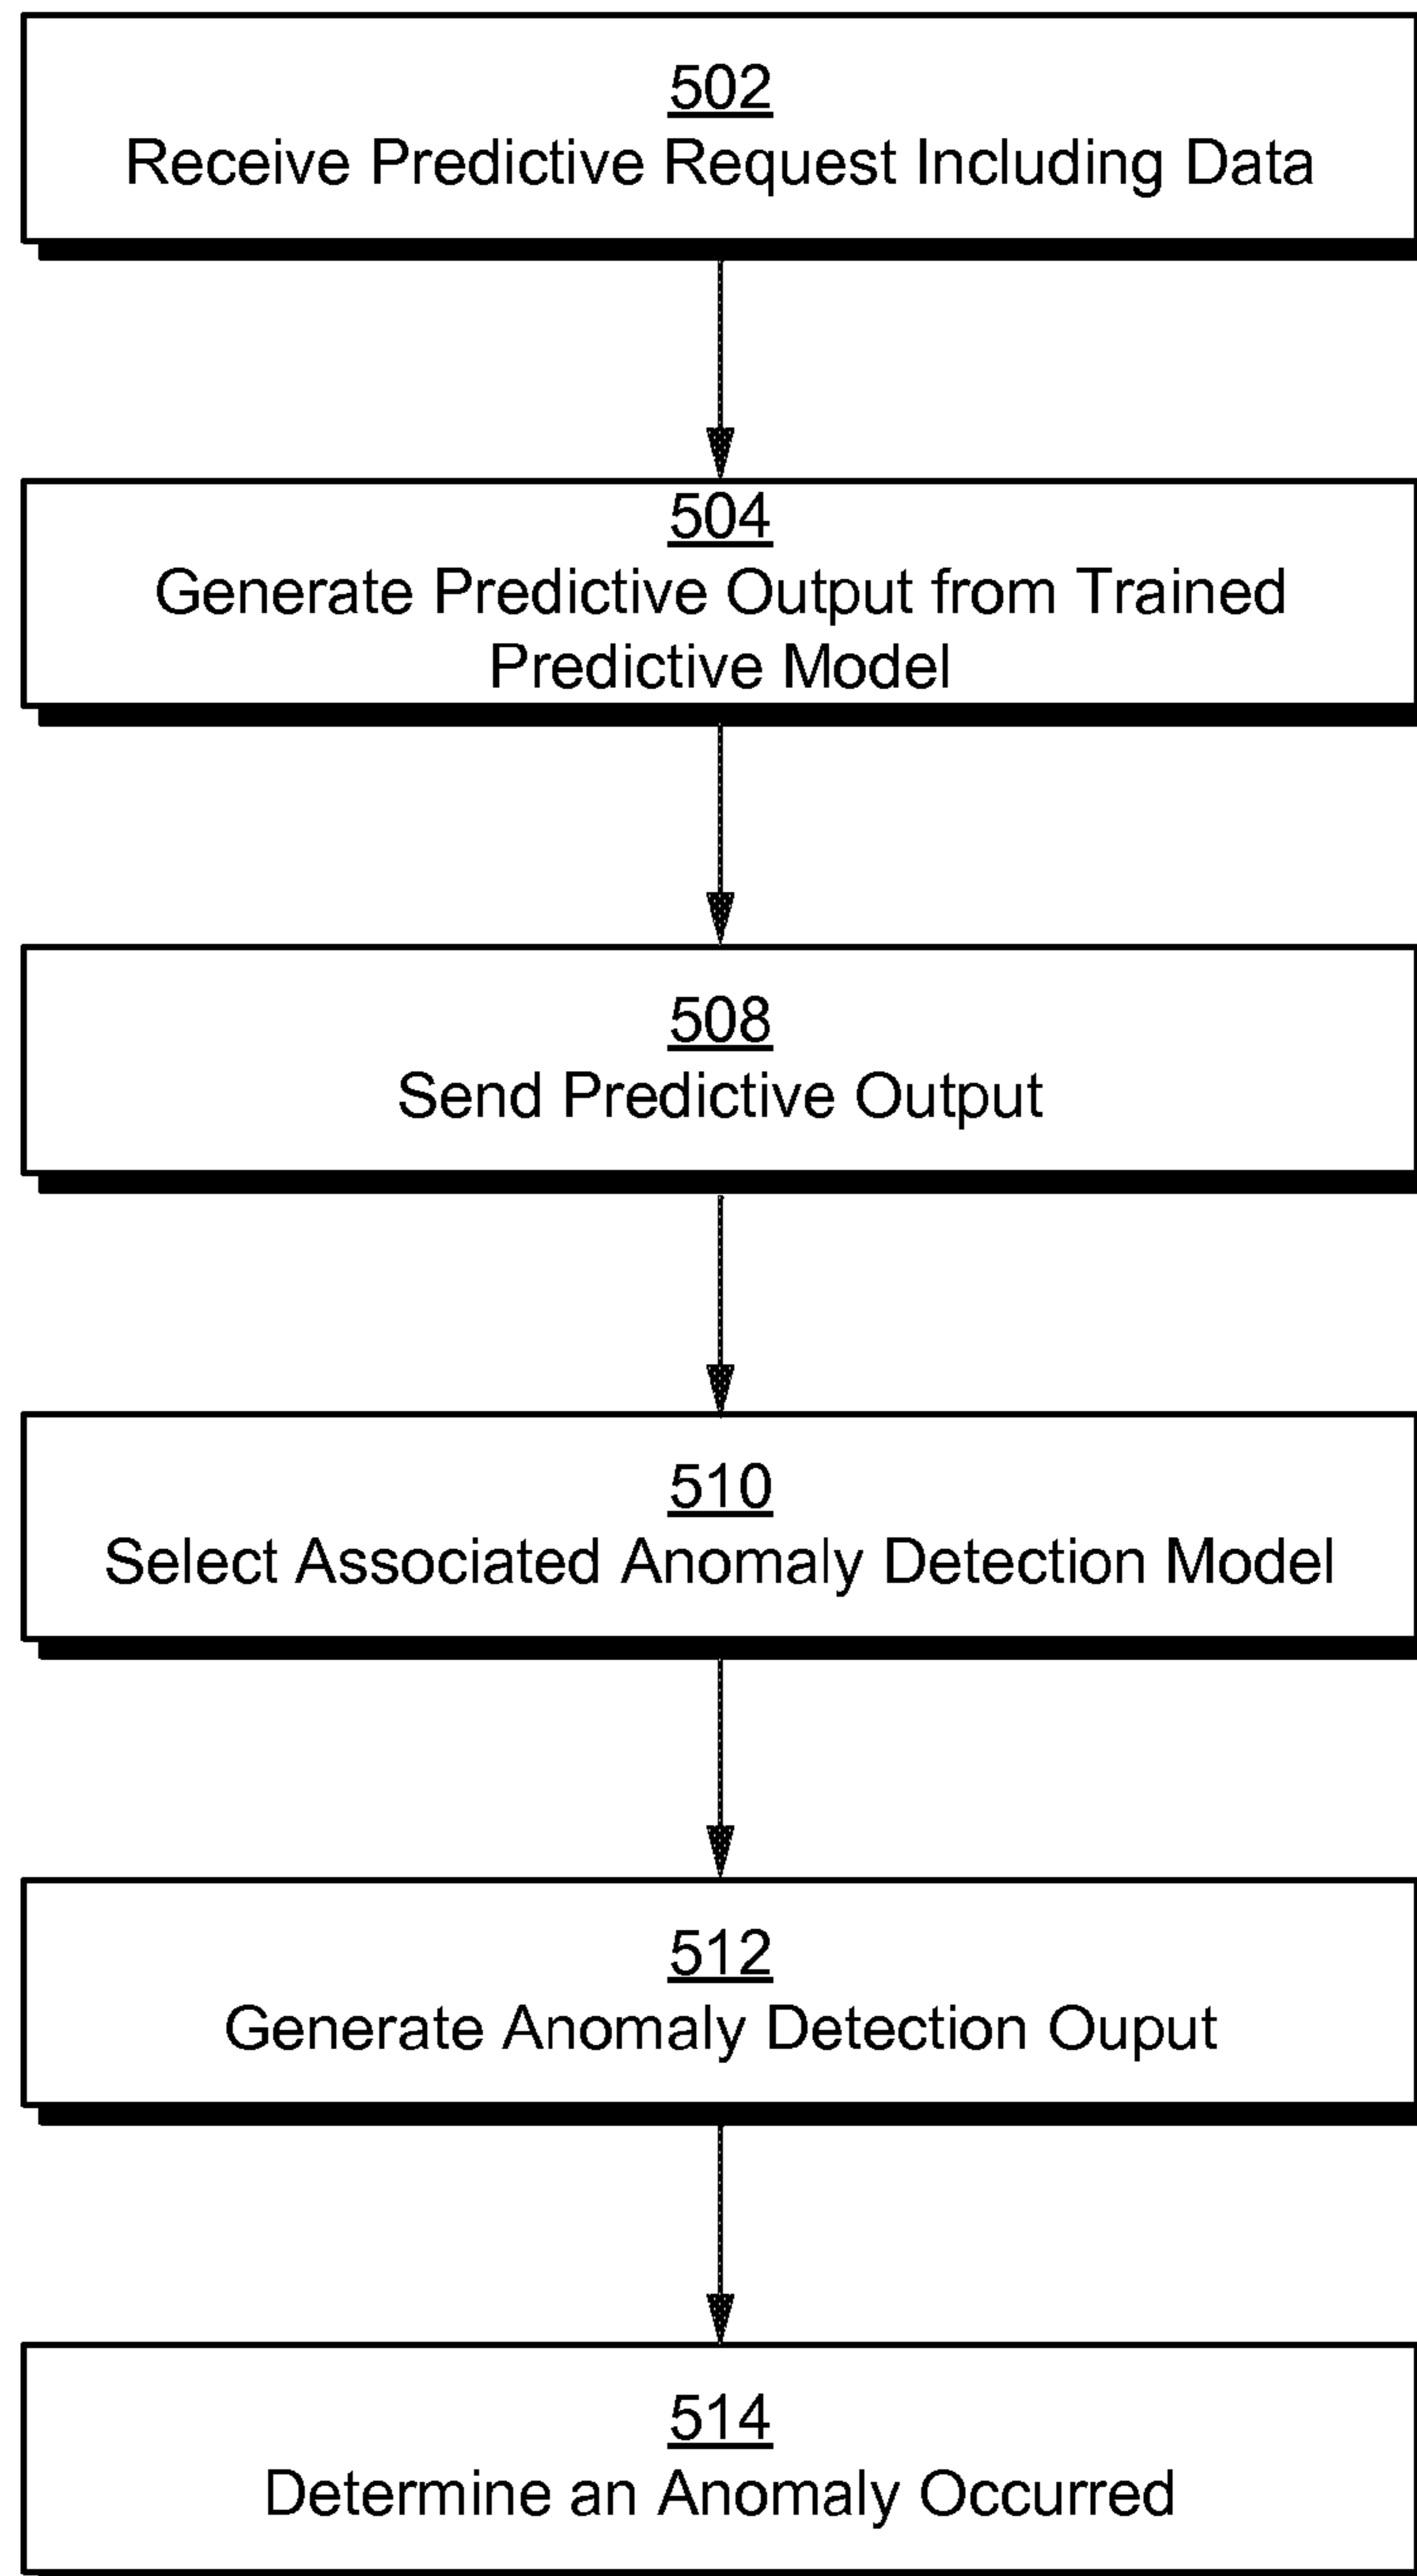 502
Receive Predictive Request Including Data
504
Generate Predictive Output from Trained
Predictive Model
508
Send Predictive Output
510
Select Associated Anomaly Detection Model
512
Generate Anomaly Detection Ouput
514
Determine an Anomaly Occurred